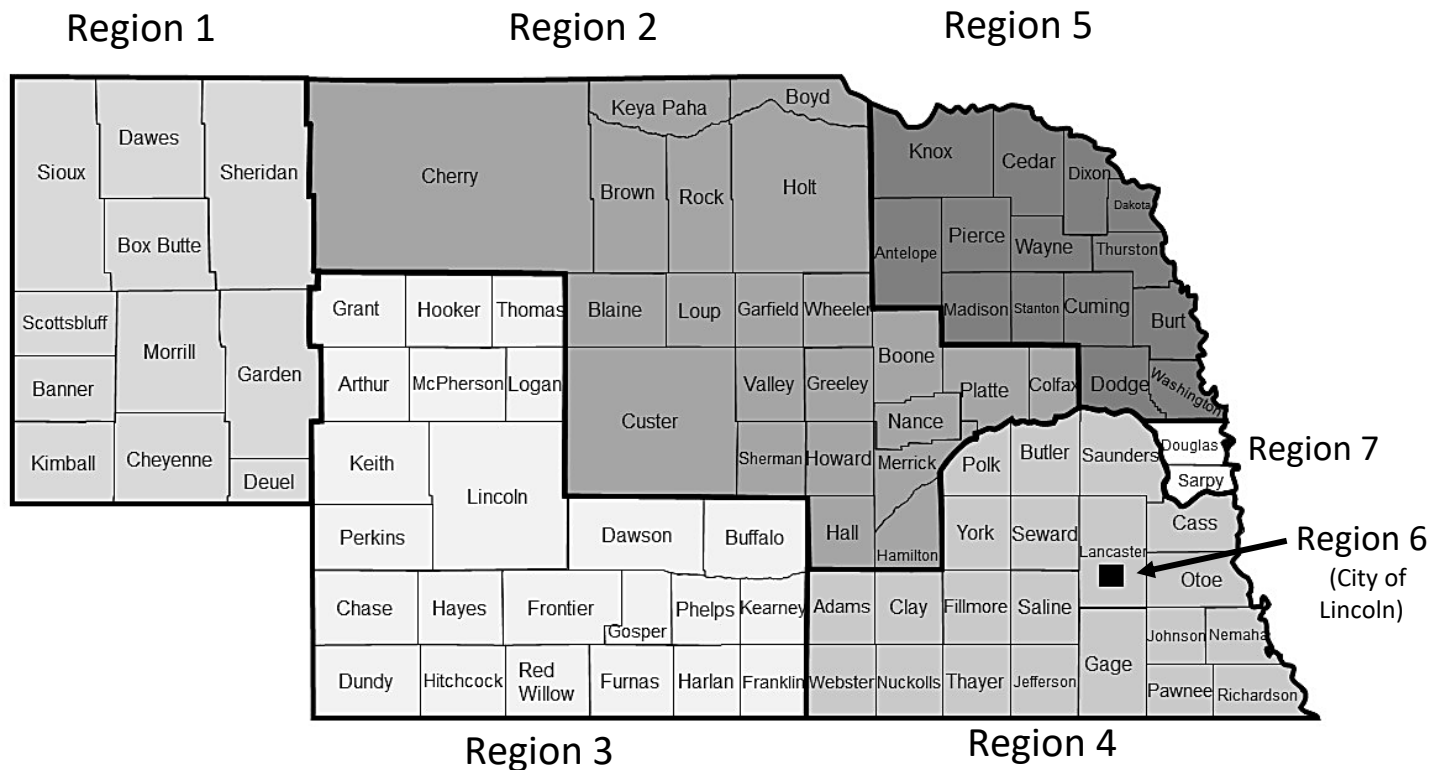 Region 1
Region 2
Region 5
Keya Paha
Boyd
Dawes
Knox
Cedar
Dixon
Sioux
Sheridan
Cherry
Brown
Rock
Holt
Dakota
Pierce
Box Butte
Antelope
Wayne
Thurston
Grant
Hooker
Thomas
Blaine
Loup
Garfield
Wheeler
Madison
Stanton
Cuming
Scottsbluff
Burt
Morrill
Boone
Banner
Garden
Arthur
McPherson
Logan
Valley
Greeley
Platte
Colfax
Dodge
Washington
Custer
Nance
Kimball
Cheyenne
Keith
Sherman
Howard
Merrick
Polk
Butler
Saunders
Douglas
Region 7
Deuel
Lincoln
Sarpy
Perkins
Dawson
Buffalo
Hall
Hamilton
York
Seward
Cass
Lancaster
Region 6
(City of
Lincoln)
Otoe
Chase
Hayes
Frontier
Gosper
Phelps
Kearney
Adams
Clay
Fillmore
Saline
Johnson
Nemaha
Gage
Dundy
Hitchcock
Red
Willow
Furnas
Harlan
Franklin
Webster
Nuckolls
Thayer
Jefferson
Pawnee
Richardson
Region 3
Region 4